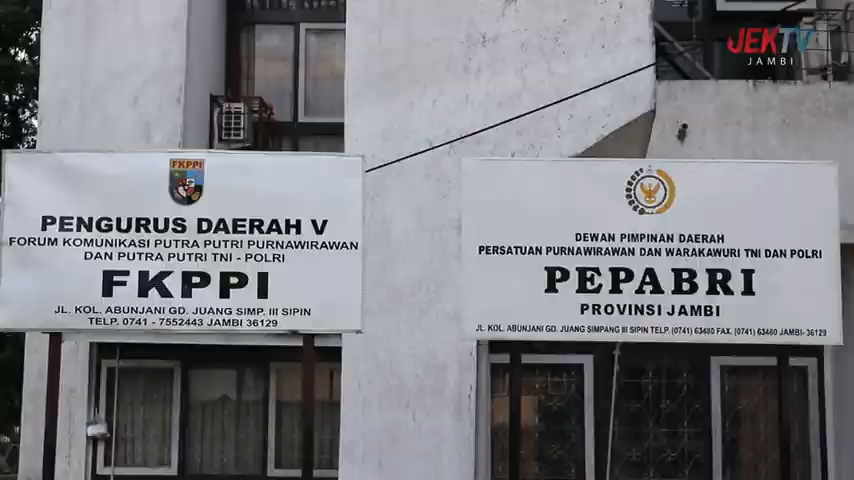 JEKTV
JAMBI
FKPPI
PENGURUS DAERAH V
FORUM KOMUNIKASI PUTRA PUTRI PURNAWIRAWAN
DAN PUTRA PUTRI TNI - POLRI
FKPPI
JL. KOL. ABUNJANI GD. JUANG SIMP. III SIPIN
TELP. 0741 - 7552443 JAMBI 36129
DEWAN PIMPINAN DAERAH
PERSATUAN PURNAWIRAWAN DAN WARAKAWURI TNI DAN POLRI
PEPABRI
PROVINSI JAMBI
JL. KOL. ABUNJANI GD. JUANG SIMPANG III SIPIN TELP. (0741) 63480 FAX. (0741) 63480 JAMBI- 36129